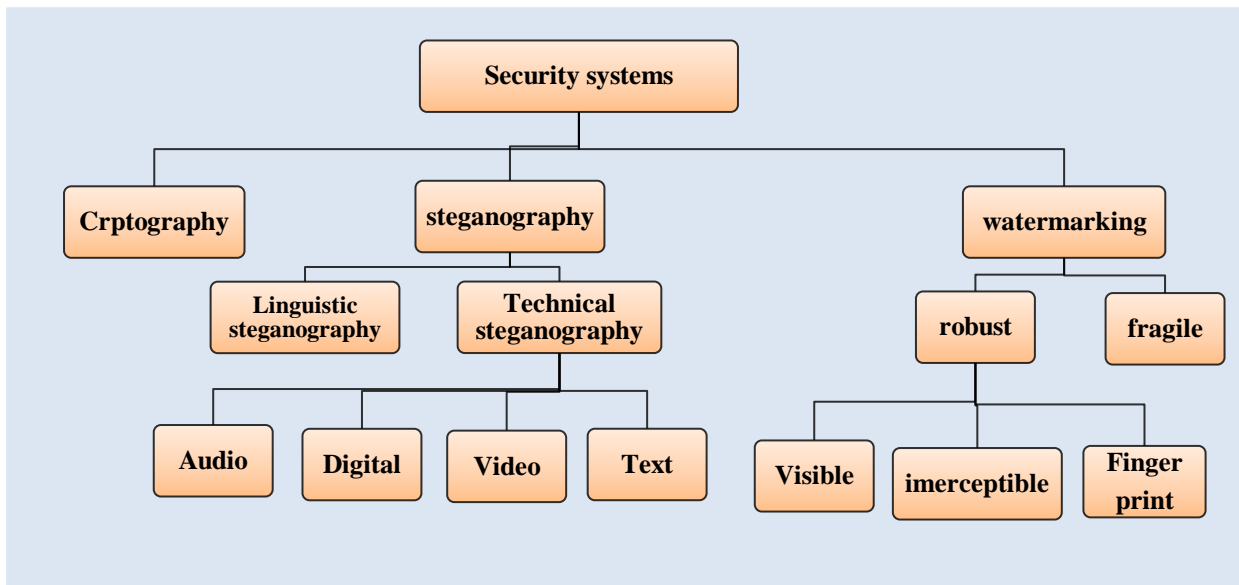 Security systems
Crptography
steganography
watermarking
Linguistic
steganography
Technical
steganography
robust
fragile
Audio
Digital
Video
Text
Visible
imerceptible
Finger
print